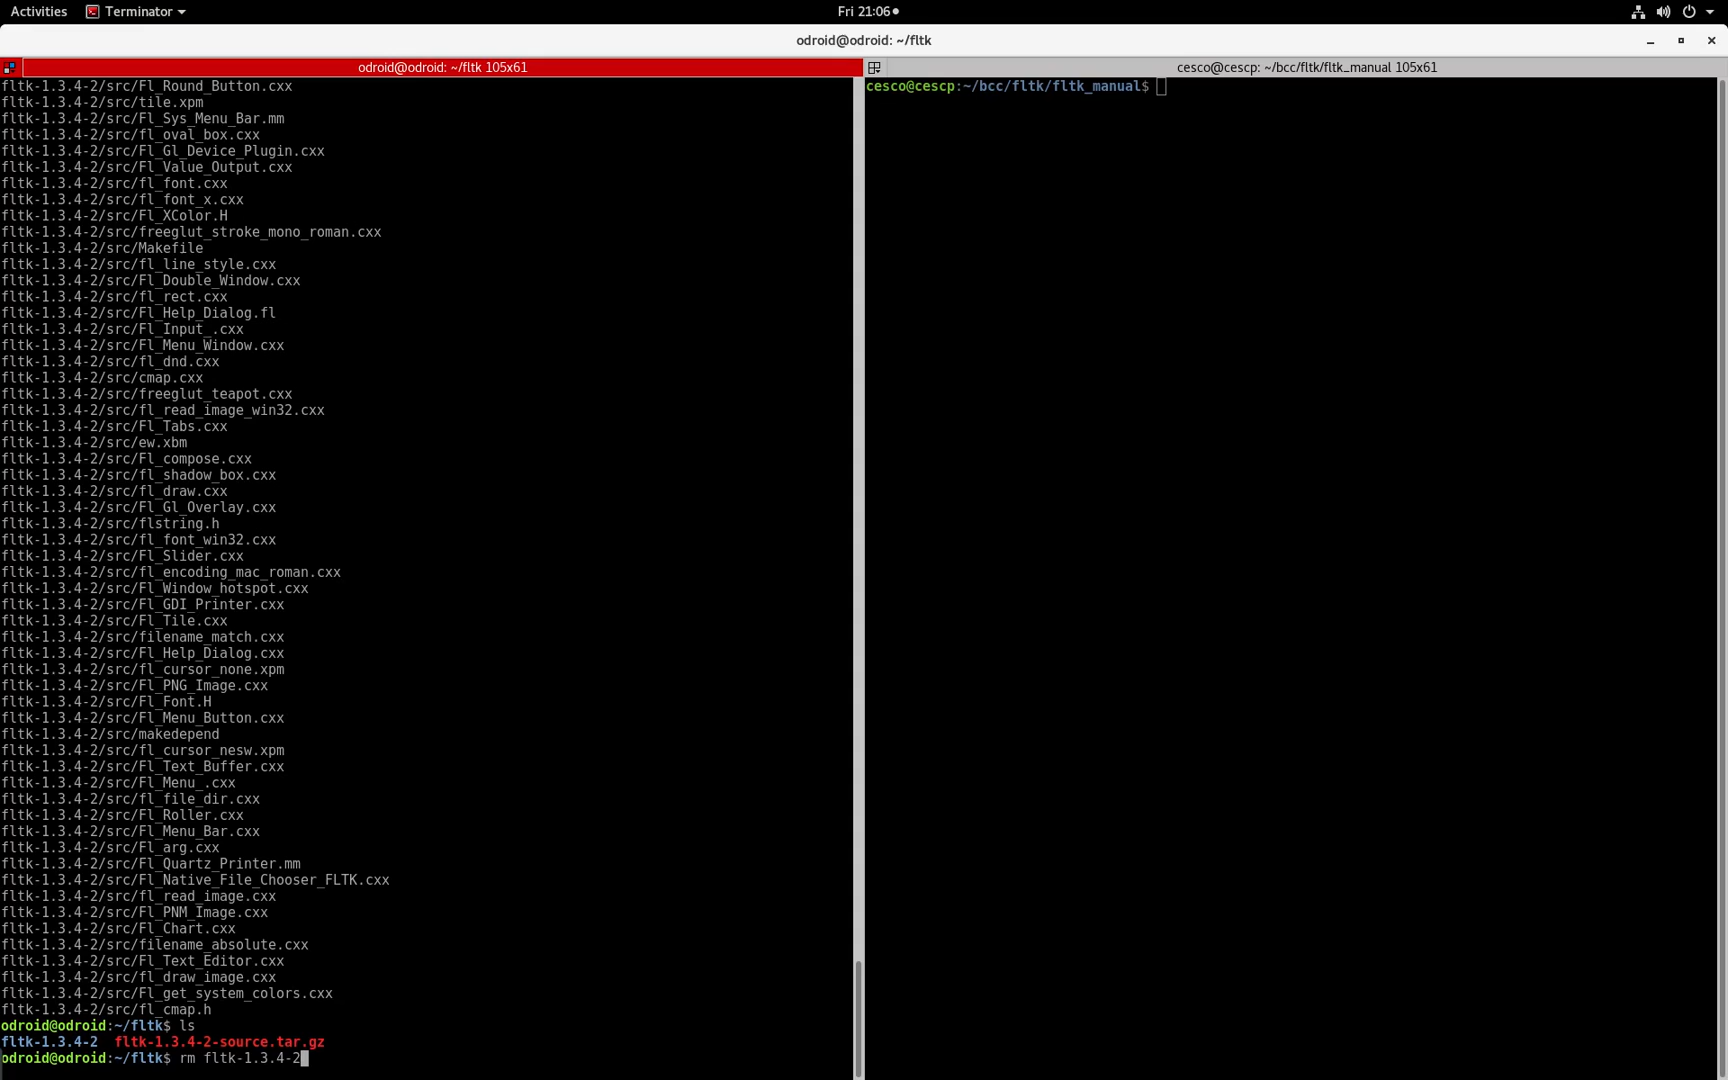 Activities Terminator Fri 21:06
odroid@odroid: ~/fltk
odroid@odroid: ~/fltk 105x61
fltk-1.3.4-2/src/Fl_Round_Button.cxx
fltk-1.3.4-2/src/tile.xpm
fltk-1.3.4-2/src/Fl_Sys_Menu_Bar.mm
fltk-1.3.4-2/src/fl_oval_box.cxx
fltk-1.3.4-2/src/Fl_Gl_Device_Plugin.cxx
fltk-1.3.4-2/src/Fl_Value_Output.cxx
fltk-1.3.4-2/src/fl_font.cxx
fltk-1.3.4-2/src/fl_font_x.cxx
fltk-1.3.4-2/src/Fl_XColor.H
fltk-1.3.4-2/src/freeglut_stroke_mono_roman.cxx
fltk-1.3.4-2/src/Makefile
fltk-1.3.4-2/src/fl_line_style.cxx
fltk-1.3.4-2/src/Fl_Double_Window.cxx
fltk-1.3.4-2/src/fl_rect.cxx
fltk-1.3.4-2/src/Fl_Help_Dialog.fl
fltk-1.3.4-2/src/Fl_Input_.cxx
fltk-1.3.4-2/src/Fl_Menu_Window.cxx
fltk-1.3.4-2/src/fl_dnd.cxx
fltk-1.3.4-2/src/cmap.cxx
fltk-1.3.4-2/src/freeglut_teapot.cxx
fltk-1.3.4-2/src/fl_read_image_win32.cxx
fltk-1.3.4-2/src/Fl_Tabs.cxx
fltk-1.3.4-2/src/ew.xbm
fltk-1.3.4-2/src/Fl_compose.cxx
fltk-1.3.4-2/src/fl_shadow_box.cxx
fltk-1.3.4-2/src/fl_draw.cxx
fltk-1.3.4-2/src/Fl_Gl_Overlay.cxx
fltk-1.3.4-2/src/flstring.h
fltk-1.3.4-2/src/fl_font_win32.cxx
fltk-1.3.4-2/src/Fl_Slider.cxx
fltk-1.3.4-2/src/fl_encoding_mac_roman.cxx
fltk-1.3.4-2/src/Fl_Window_hotspot.cxx
fltk-1.3.4-2/src/Fl_GDI_Printer.cxx
fltk-1.3.4-2/src/Fl_Tile.cxx
fltk-1.3.4-2/src/filename_match.cxx
fltk-1.3.4-2/src/Fl_Help_Dialog.cxx
fltk-1.3.4-2/src/fl_cursor_none.xpm
fltk-1.3.4-2/src/Fl_PNG_Image.cxx
fltk-1.3.4-2/src/Fl_Font.H
fltk-1.3.4-2/src/Fl_Menu_Button.cxx
fltk-1.3.4-2/src/makedepend
fltk-1.3.4-2/src/fl_cursor_nesw.xpm
fltk-1.3.4-2/src/Fl_Text_Buffer.cxx
fltk-1.3.4-2/src/Fl_Menu_.cxx
fltk-1.3.4-2/src/fl_file_dir.cxx
fltk-1.3.4-2/src/Fl_Roller.cxx
fltk-1.3.4-2/src/Fl_Menu_Bar.cxx
fltk-1.3.4-2/src/Fl_arg.cxx
fltk-1.3.4-2/src/Fl_Quartz_Printer.mm
fltk-1.3.4-2/src/Fl_Native_File_Chooser_FLTK.cxx
fltk-1.3.4-2/src/fl_read_image.cxx
fltk-1.3.4-2/src/Fl_PNM_Image.cxx
fltk-1.3.4-2/src/Fl_Chart.cxx
fltk-1.3.4-2/src/filename_absolute.cxx
fltk-1.3.4-2/src/Fl_Text_Editor.cxx
fltk-1.3.4-2/src/fl_draw_image.cxx
fltk-1.3.4-2/src/Fl_get_system_colors.cxx
fltk-1.3.4-2/src/fl_cmap.h
odroid@odroid:~/fltk$ ls
fltk-1.3.4-2 fltk-1.3.4-2-source.tar.gz
odroid@odroid:~/fltk$ rm fltk-1.3.4-2
cesco@cescp: ~/bcc/fltk/fltk_manual 105x61
cesco@cescp:~/bcc/fltk/fltk_manual$